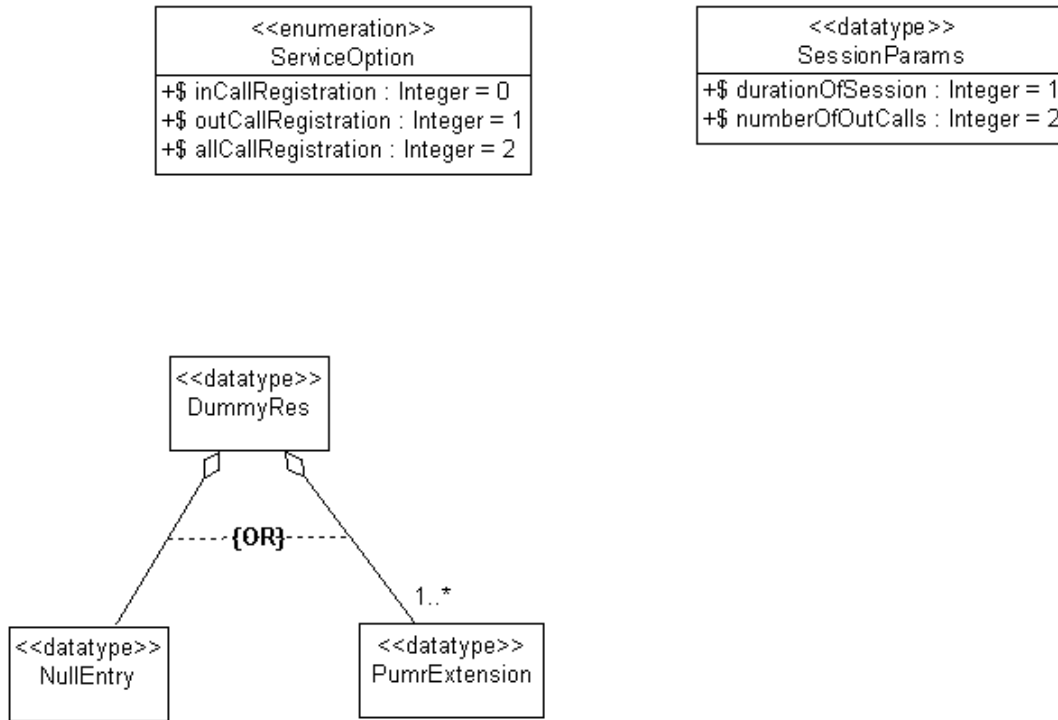 <<enumeration>>
ServiceOption
+$ inCallRegistration : Integer = 0
+$ outCallRegistration : Integer = 1
+$ allCallRegistration : Integer = 2
<<datatype>>
SessionParams
+$ durationOfSession : Integer = 1
+$ numberOfOutCalls : Integer = 2
<<datatype>>
DummyRes
{OR}
1..*
<<datatype>>
NullEntry
<<datatype>>
PumrExtension